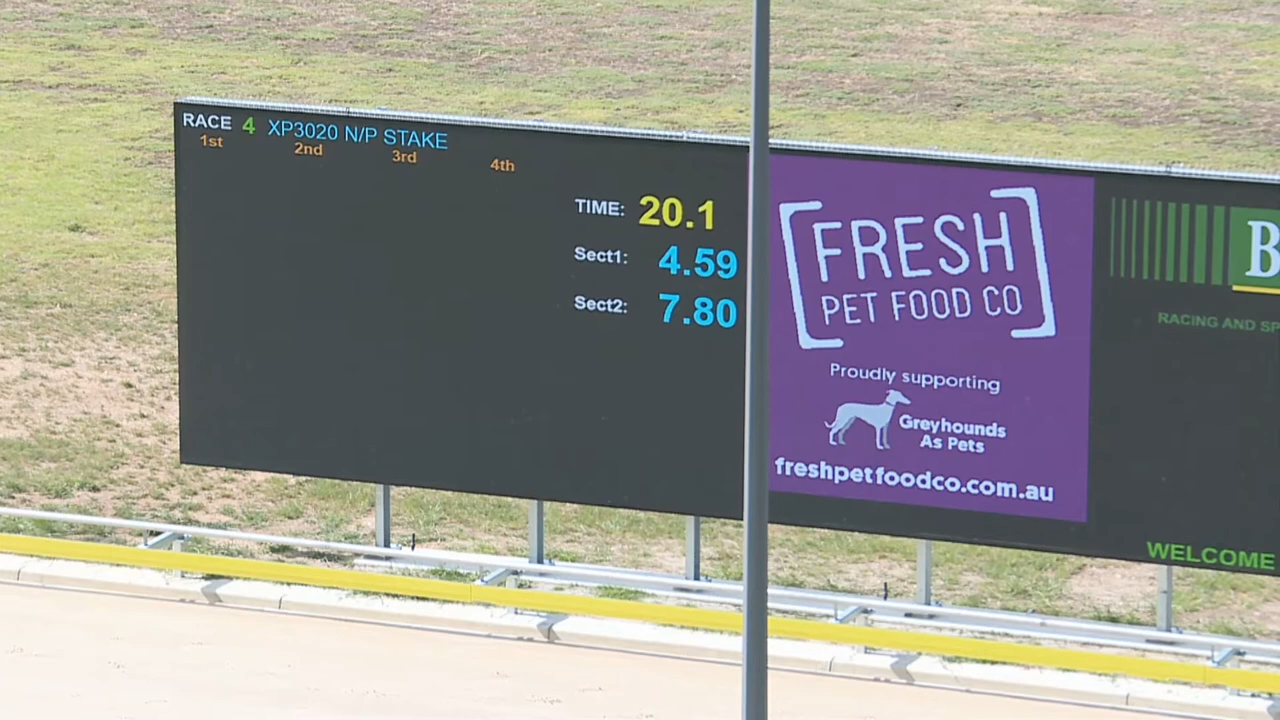 RACE 4 XP3020 N/P STAKE
1st 2nd 3rd 4th
TIME: 20.1
Sect1: 4.59
Sect2: 7.80
FRESH
PET FOOD CO
Proudly supporting
Greyhounds
As Pets
freshpetfoodco.com.au
B
RACING AND SP
WELCOME